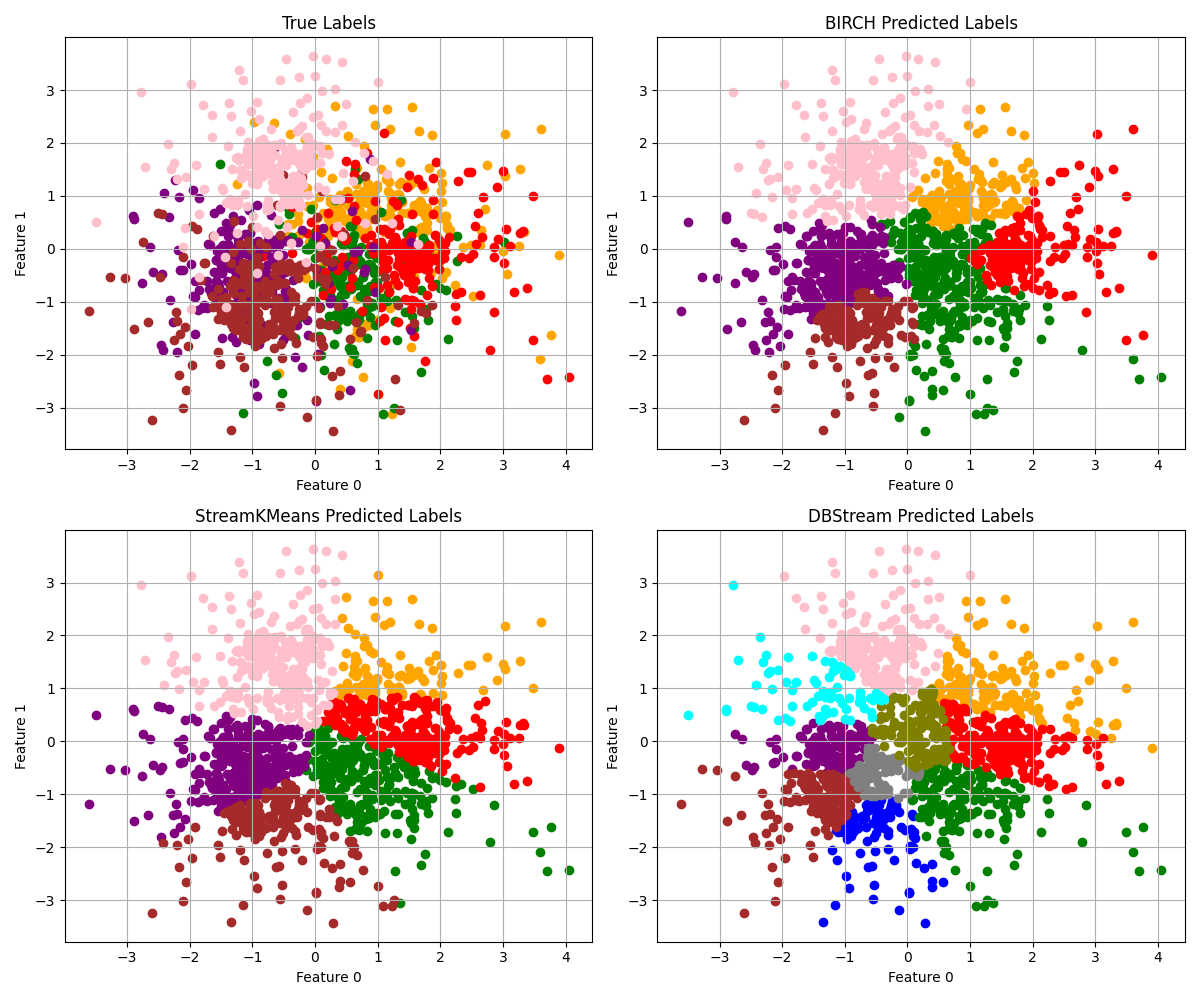 True Labels
3
2
1
0
−1
−2
−3
Feature 1
−3 −2 −1 0 1 2 3 4
Feature 0
BIRCH Predicted Labels
3
2
1
0
−1
−2
−3
Feature 1
−3 −2 −1 0 1 2 3 4
Feature 0
StreamKMeans Predicted Labels
3
2
1
0
−1
−2
−3
Feature 1
−3 −2 −1 0 1 2 3 4
Feature 0
DBStream Predicted Labels
3
2
1
0
−1
−2
−3
Feature 1
−3 −2 −1 0 1 2 3 4
Feature 0